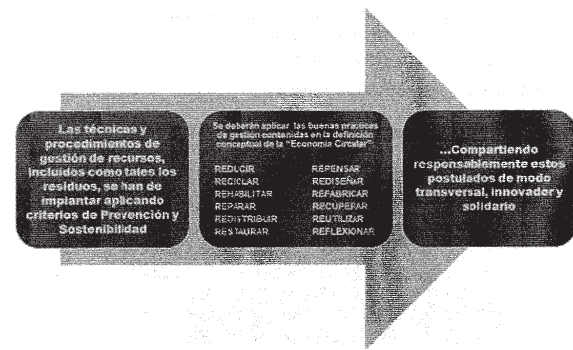 Las técnicas y
procedimientos de
gestión de recursos,
incluidos como tales los
residuos, se han de
implantar aplicando
criterios de Prevención y
Sostenibilidad
Se deberán aplicar las buenas prácticas
de gestión contenidas en la definición
conceptual de la "Economía Circular"
REDUCIR REPENSAR
RECICLAR REDISEÑAR
REHABILITAR REFABRICAR
REPARAR RECUPERAR
REDISTRIBUIR REUTILIZAR
RESTAURAR REFLEXIONAR
...Compartiendo
responsablemente estos
postulados de modo
transversal, innovador y
solidario